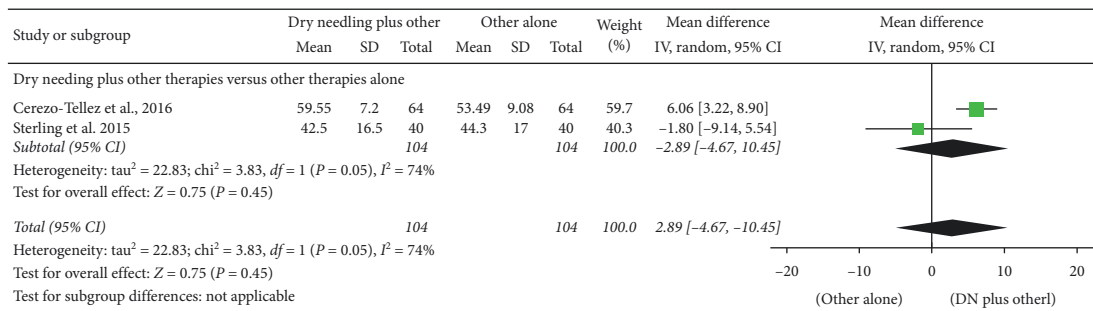 Study or subgroup Dry needling plus other Other alone Weight (%) Mean difference Mean difference
Mean SD Total Mean SD Total IV, random, 95% CI IV, random, 95% CI
Dry needing plus other therapies versus other therapies alone
Cerezo-Tellez et al., 2016 59.55 7.2 64 53.49 9.08 64 59.7 6.06 [3.22, 8.90]
Sterling et al. 2015 42.5 16.5 40 44.3 17 40 40.3 −1.80 [−9.14, 5.54]
Subtotal (95% CI) 104 104 100.0 −2.89 [−4.67, 10.45]
Heterogeneity: tau² = 22.83; chi² = 3.83, df = 1 (P = 0.05), I² = 74%
Test for overall effect: Z = 0.75 (P = 0.45)
Total (95% CI) 104 104 100.0 2.89 [−4.67, −10.45]
Heterogeneity: tau² = 22.83; chi² = 3.83, df = 1 (P = 0.05), I² = 74%
Test for overall effect: Z = 0.75 (P = 0.45)
Test for subgroup differences: not applicable
−20 −10 0 10 20
(Other alone) (DN plus otherl)